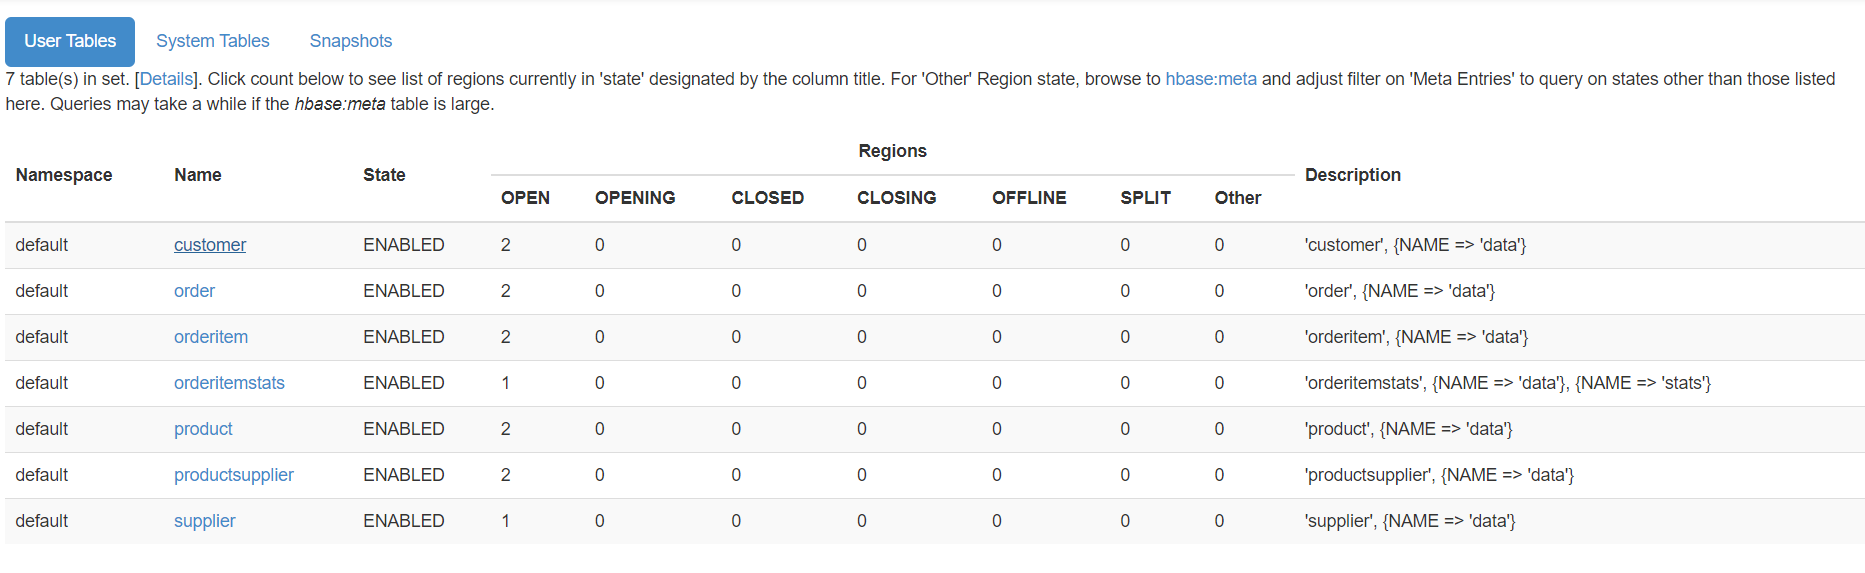 User Tables System Tables Snapshots
7 table(s) in set. [Details]. Click count below to see list of regions currently in 'state' designated by the column title. For 'Other' Region state, browse to hbase:meta and adjust filter on 'Meta Entries' to query on states other than those listed
here. Queries may take a while if the hbase:meta table is large.
Regions
Namespace Name State Description
OPEN OPENING CLOSED CLOSING OFFLINE SPLIT Other
default customer ENABLED 2 0 0 0 0 0 0 'customer', {NAME => 'data'}
default order ENABLED 2 0 0 0 0 0 0 'order', {NAME => 'data'}
default orderitem ENABLED 2 0 0 0 0 0 0 'orderitem', {NAME => 'data'}
default orderitemstats ENABLED 1 0 0 0 0 0 0 'orderitemstats', {NAME => 'data'}, {NAME => 'stats'}
default product ENABLED 2 0 0 0 0 0 0 'product', {NAME => 'data'}
default productsupplier ENABLED 2 0 0 0 0 0 0 'productsupplier', {NAME => 'data'}
default supplier ENABLED 1 0 0 0 0 0 0 'supplier', {NAME => 'data'}